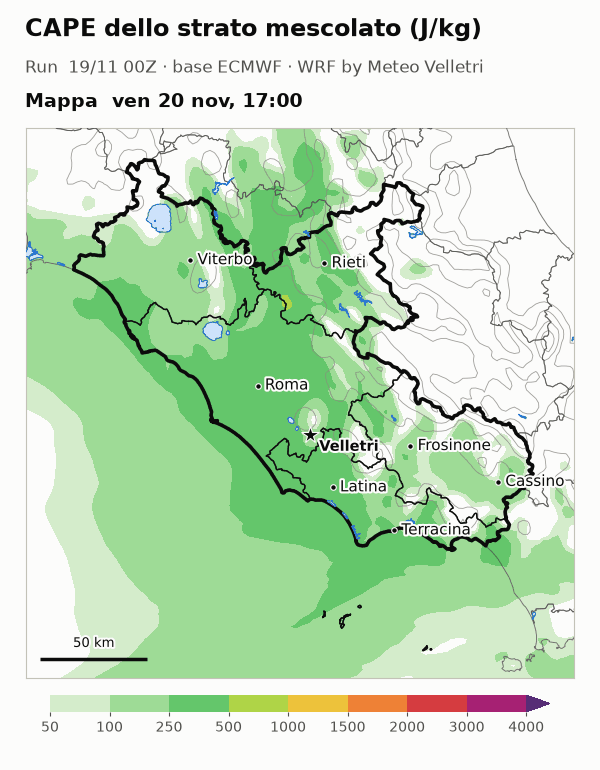 CAPE dello strato mescolato (J/kg)
Run  19/11 00Z · base ECMWF · WRF by Meteo Velletri
Mappa  ven 20 nov, 17:00
Viterbo
Rieti
Roma
Velletri
Frosinone
Latina
Cassino
Terracina
50 km
50 100 250 500 1000 1500 2000 3000 4000